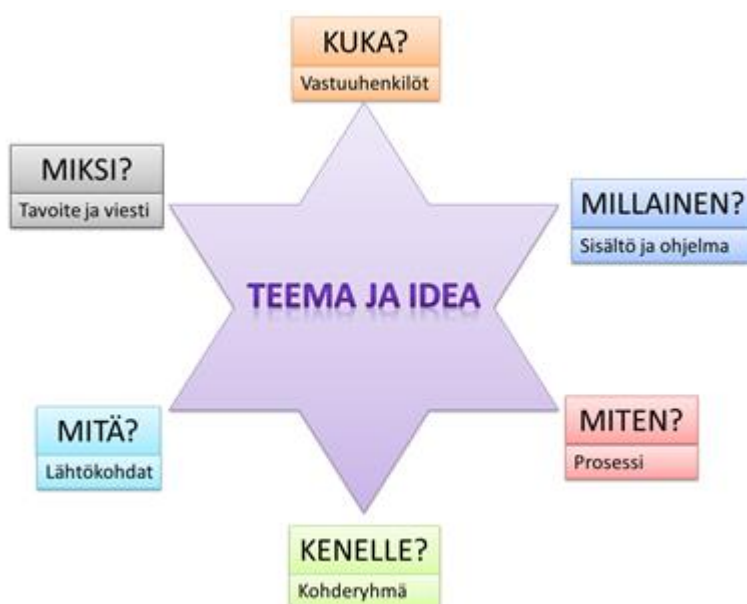 KUKA?
Vastuuhenkilöt
MIKSI?
Tavoite ja viesti
MILLAINEN?
Sisältö ja ohjelma
TEEMA JA IDEA
MITÄ?
Lähtökohdat
MITEN?
Prosessi
KENELLE?
Kohderyhmä